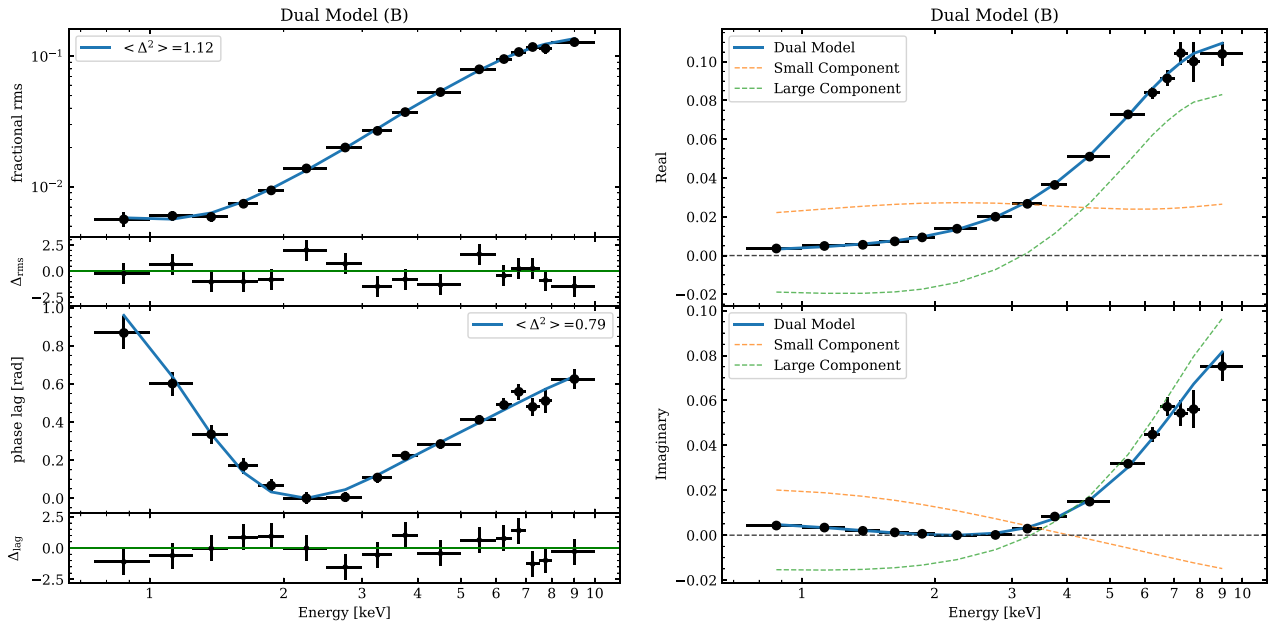 Dual Model (B)
fractional rms
10⁻¹
10⁻²
< Δ² > =1.12
Δrms
2.5
0.0
−2.5
phase lag [rad]
1.0
0.8
0.6
0.4
0.2
0.0
< Δ² > =0.79
Δlag
2.5
0.0
−2.5
1 2 3 4 5 6 7 8 9 10
Energy [keV]
Dual Model (B)
Real
0.10
0.08
0.06
0.04
0.02
0.00
−0.02
Dual Model
Small Component
Large Component
Imaginary
0.10
0.08
0.06
0.04
0.02
0.00
−0.02
Dual Model
Small Component
Large Component
1 2 3 4 5 6 7 8 9 10
Energy [keV]